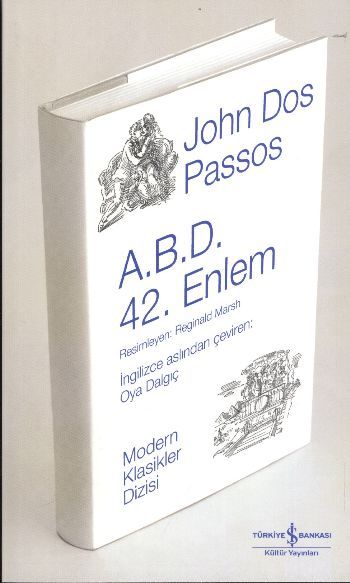 John Dos
Passos
A.B.D.
42. Enlem
Resimleyen: Reginald Marsh
İngilizce aslından çeviren:
Oya Dalgıç
Modern
Klasikler
Dizisi
TÜRKİYE İŞ BANKASI
Kültür Yayınları